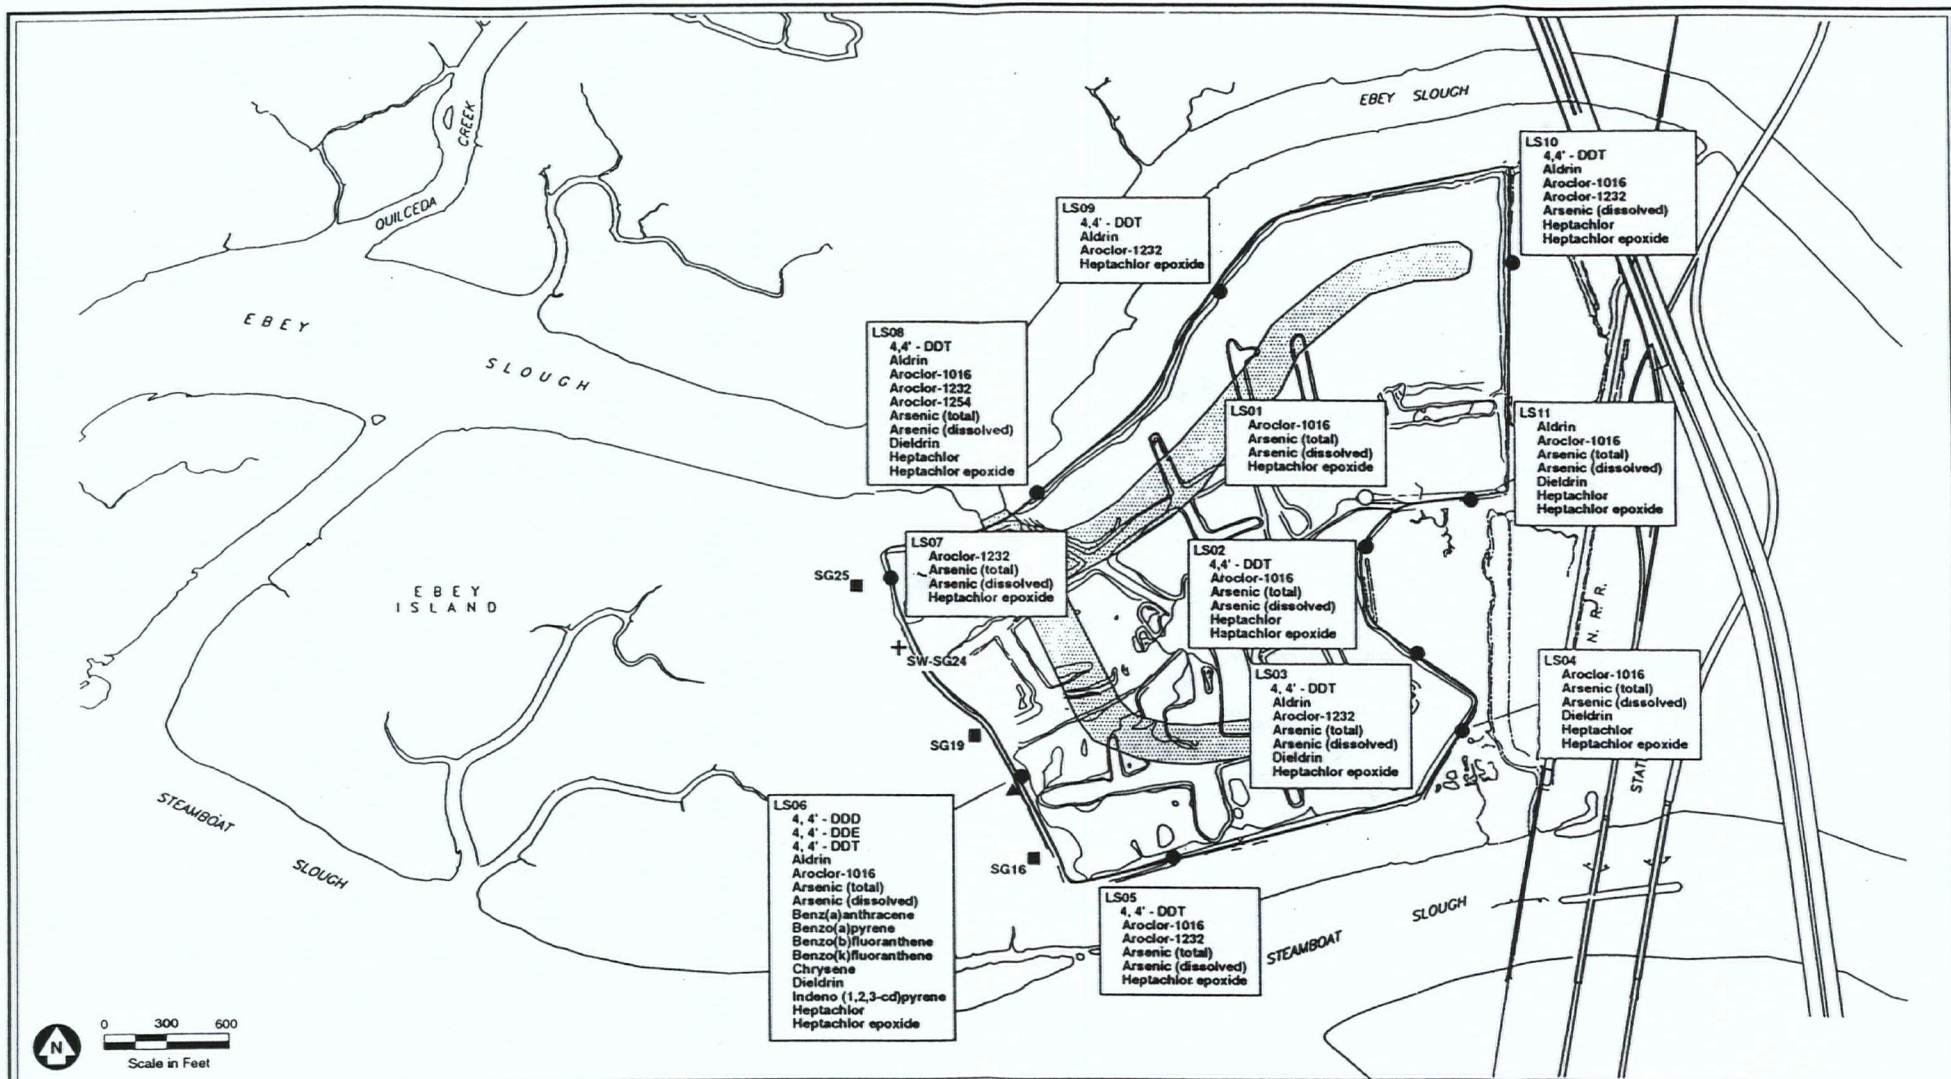 EBEY SLOUGH
QUILCEDA
CREEK
LS10
4,4' - DDT
Aldrin
Aroclor-1016
Aroclor-1232
Arsenic (dissolved)
Heptachlor
Heptachlor epoxide
LS09
4,4' - DDT
Aldrin
Aroclor-1232
Heptachlor epoxide
EBEY
SLOUGH
LS08
4,4' - DDT
Aldrin
Aroclor-1016
Aroclor-1232
Aroclor-1254
Arsenic (total)
Arsenic (dissolved)
Dieldrin
Heptachlor
Heptachlor epoxide
LS01
Aroclor-1016
Arsenic (total)
Arsenic (dissolved)
Heptachlor epoxide
LS11
Aldrin
Aroclor-1016
Arsenic (total)
Arsenic (dissolved)
Dieldrin
Heptachlor
Heptachlor epoxide
LS07
Aroclor-1232
Arsenic (total)
Arsenic (dissolved)
Heptachlor epoxide
LS02
4,4' - DDT
Aroclor-1016
Arsenic (total)
Arsenic (dissolved)
Heptachlor
Haptachlor epoxide
SG25
EBEY
ISLAND
SW-SG24
N. R. R.
LS04
Aroclor-1016
Arsenic (total)
Arsenic (dissolved)
Dieldrin
Heptachlor
Heptachlor epoxide
LS03
4, 4' - DDT
Aldrin
Aroclor-1232
Arsenic (total)
Arsenic (dissolved)
Dieldrin
Heptachlor epoxide
SG19
STEAMBOAT
SLOUGH
LS06
4, 4' - DDD
4, 4' - DDE
4, 4' - DDT
Aldrin
Aroclor-1016
Arsenic (total)
Arsenic (dissolved)
Benz(a)anthracene
Benzo(a)pyrene
Benzo(b)fluoranthene
Benzo(k)fluoranthene
Chrysene
Dieldrin
Indeno (1,2,3-cd)pyrene
Heptachlor
Heptachlor epoxide
SG16
LS05
4, 4' - DDT
Aroclor-1016
Aroclor-1232
Arsenic (total)
Arsenic (dissolved)
Heptachlor epoxide
STEAMBOAT
SLOUGH
N
0 300 600
Scale in Feet